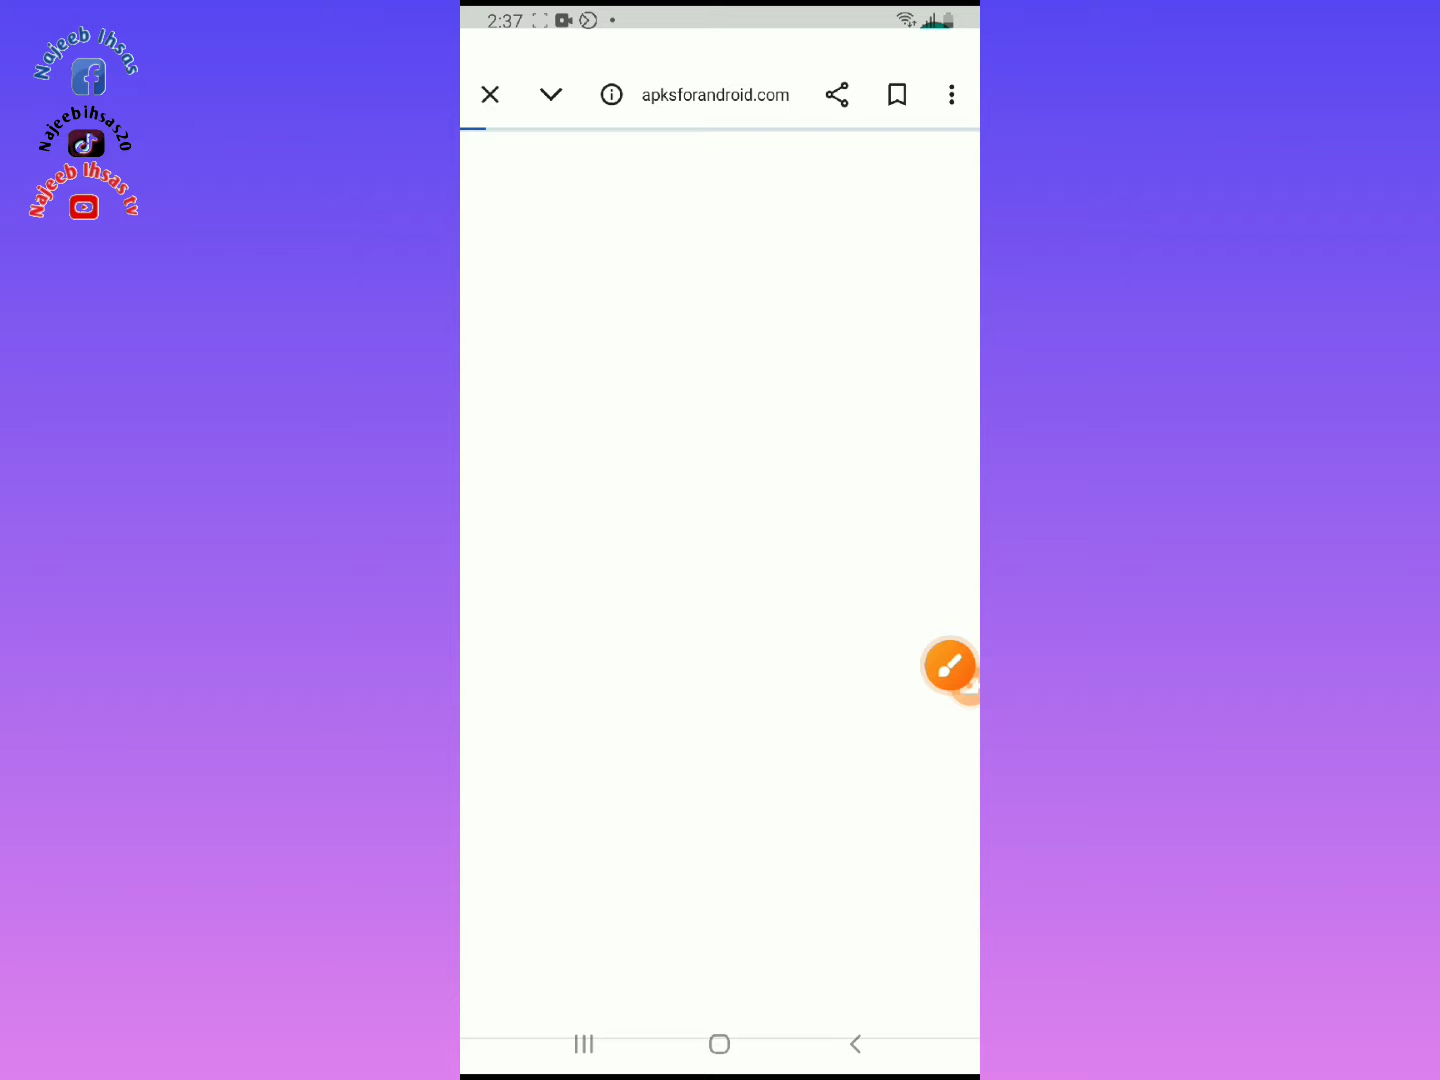 Najeeb Ihsas
Najeebihsas20
Najeeb Ihsas tv
2:37
apksforandroid.com